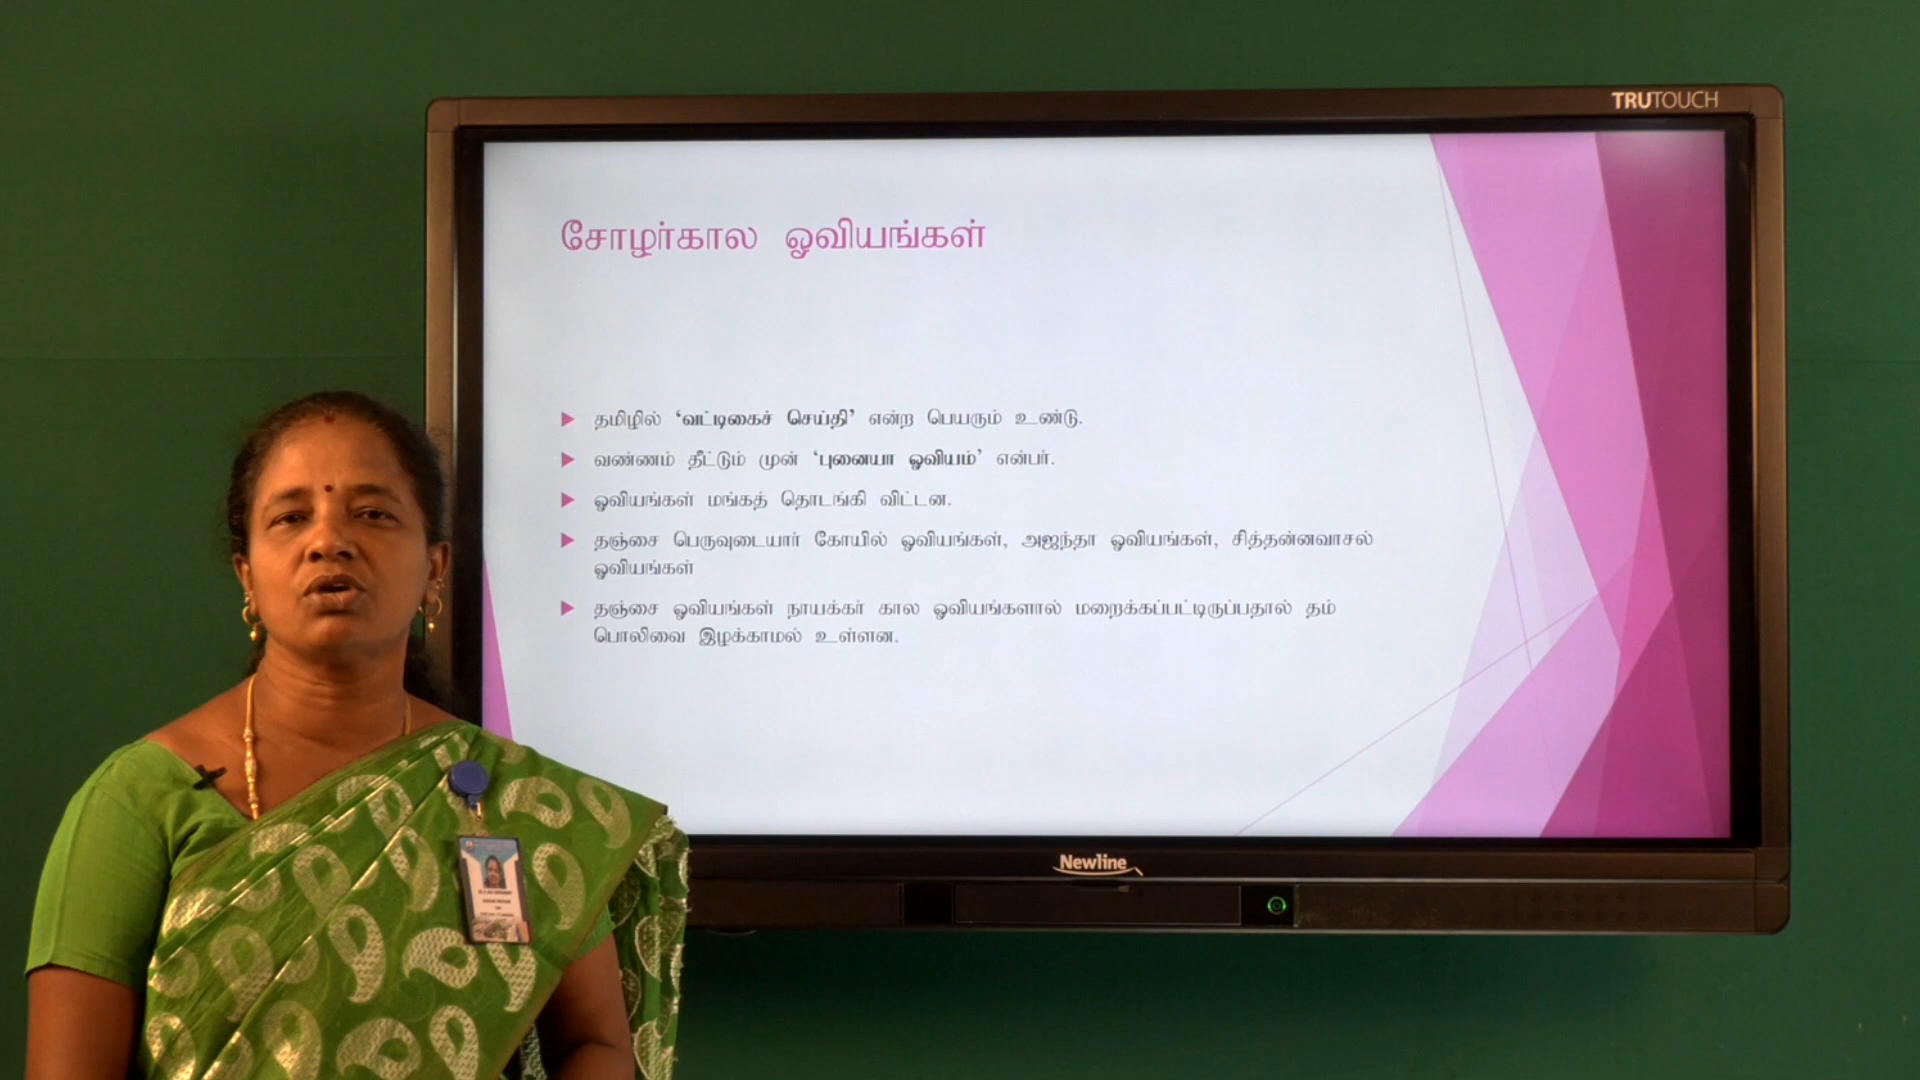 TRUTOUCH
சோழர்கால ஓவியங்கள்
தமிழில் ‘வட்டிகைச் செய்தி’ என்ற பெயரும் உண்டு.
வண்ணம் தீட்டும் முன் ‘புனையா ஓவியம்’ என்பர்.
ஓவியங்கள் மங்கத் தொடங்கி விட்டன.
தஞ்சை பெருவுடையார் கோயில் ஓவியங்கள், அஜந்தா ஓவியங்கள், சித்தன்னவாசல்
ஓவியங்கள்
தஞ்சை ஓவியங்கள் நாயக்கர் கால ஓவியங்களால் மறைக்கப்பட்டிருப்பதால் தம்
பொலிவை இழக்காமல் உள்ளன.
Newline